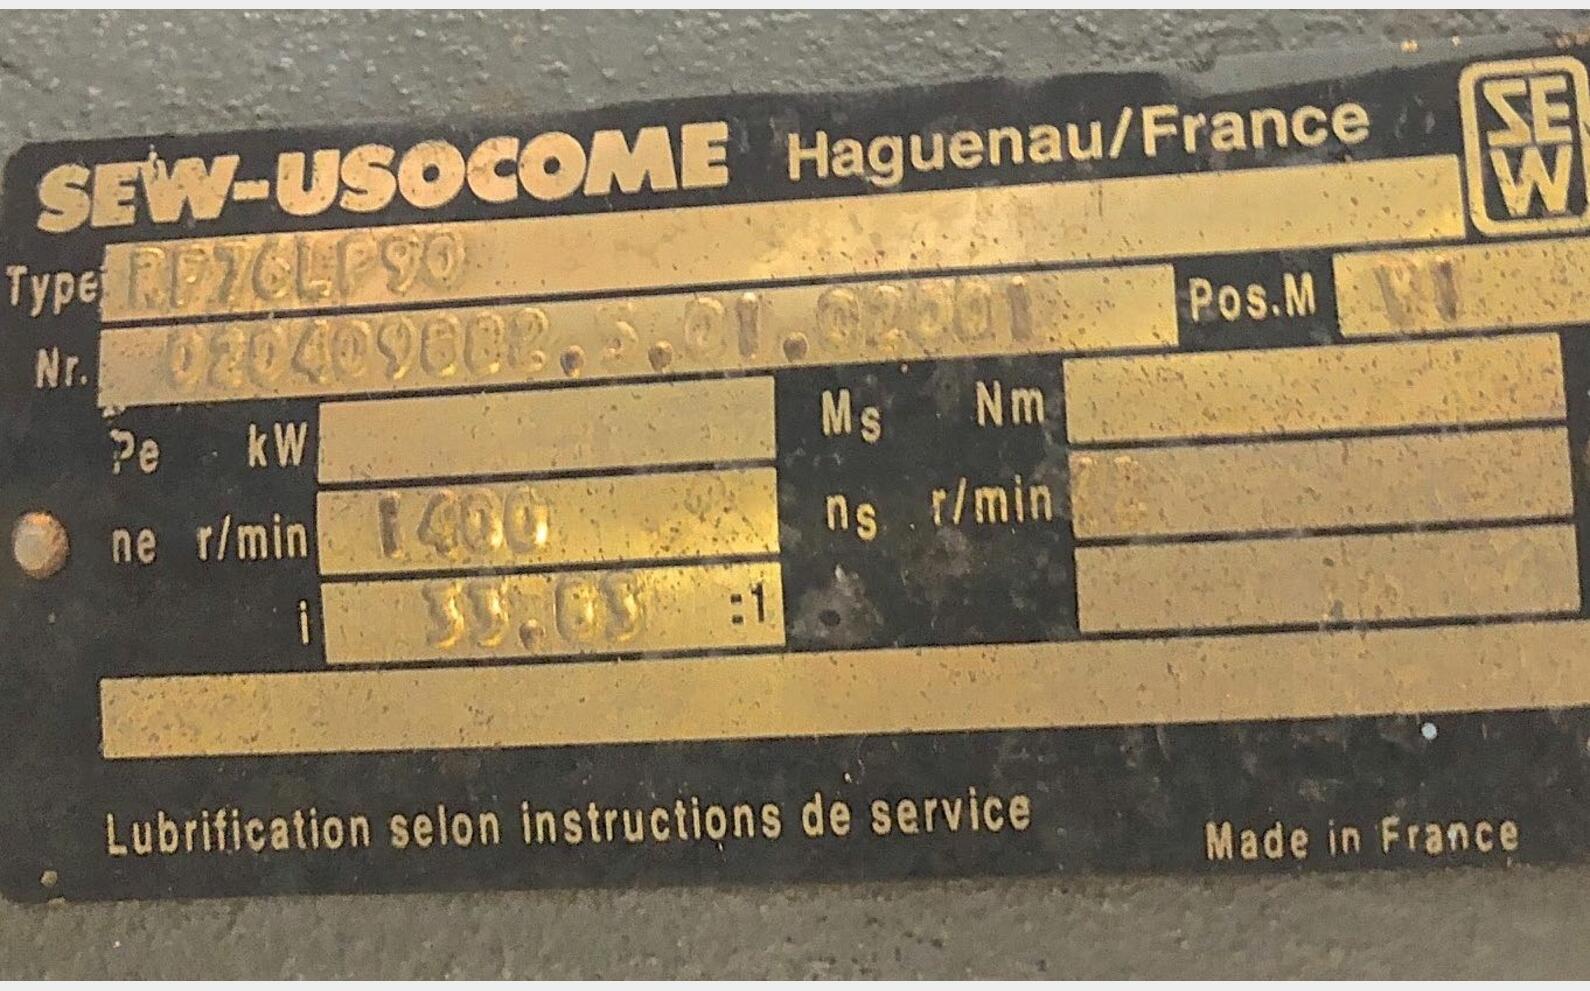 SEW-USOCOME Haguenau/France SEW
Type RF76LP90
Nr. Pos.M V1
Pe kW Ms Nm
ne r/min 1400 ns r/min
i :1
Lubrification selon instructions de service
Made in France